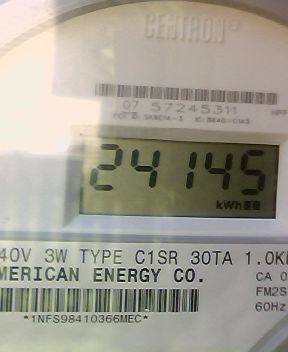 CENTRON®
07 57245311
24145
kWh
40V 3W TYPE C1SR 30TA 1.0K
MERICAN ENERGY CO.
CA 0
FM2S
60Hz
*1NFS98410366MEC*